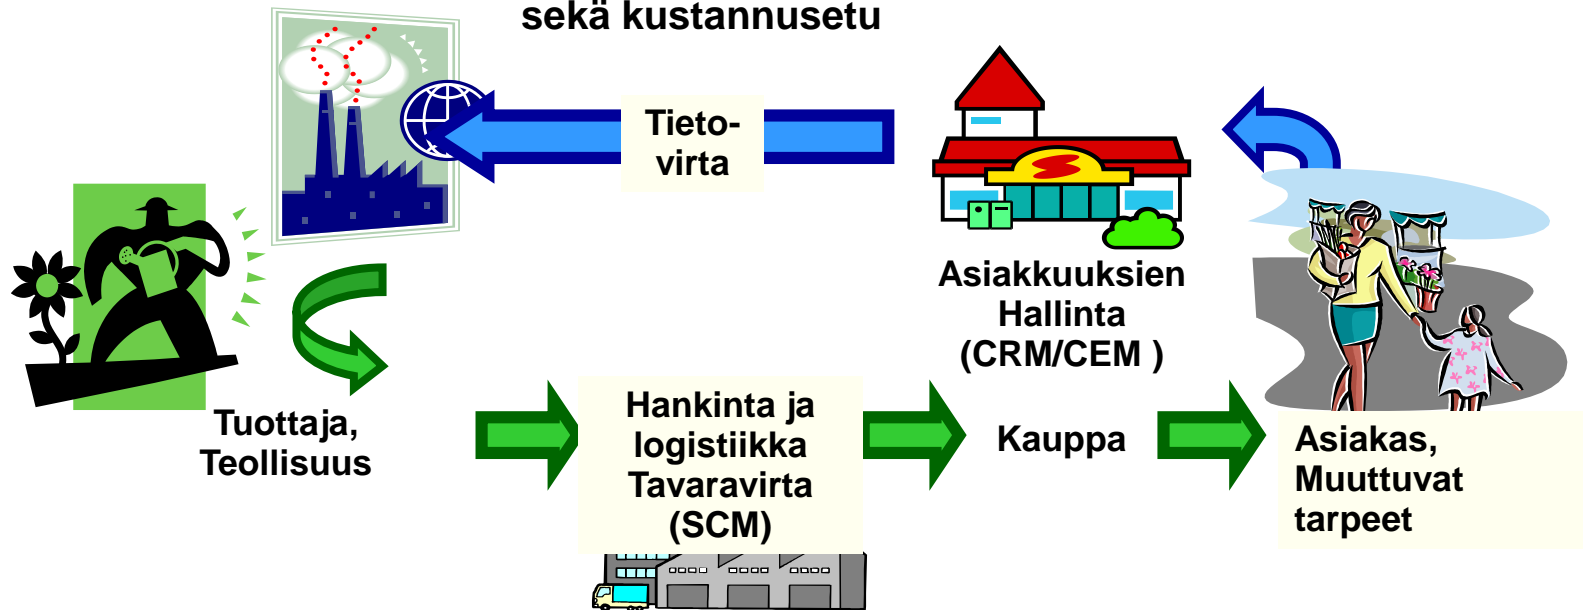 sekä kustannusetu
Tieto-
virta
Asiakkuuksien
Hallinta
(CRM/CEM )
Tuottaja,
Teollisuus
Hankinta ja
logistiikka
Tavaravirta
(SCM)
Kauppa
Asiakas,
Muuttuvat
tarpeet